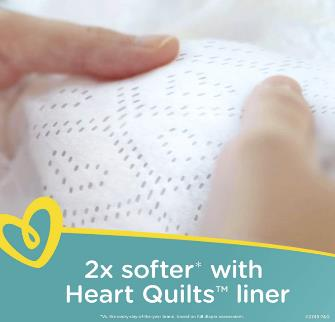 2x softer* with
Heart Quilts™ liner